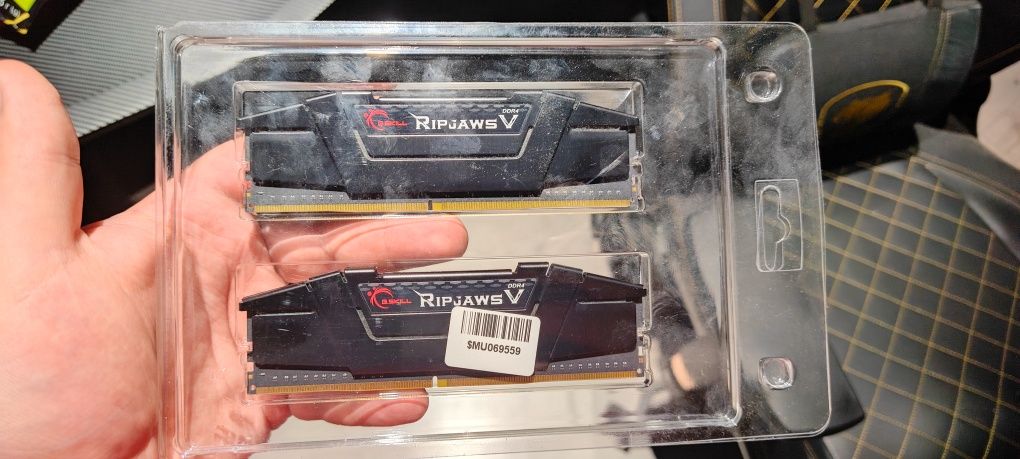 DDR4
G.SKILL RIPJAWS V
DDR4
G.SKILL RIPJAWS V
$MU069559